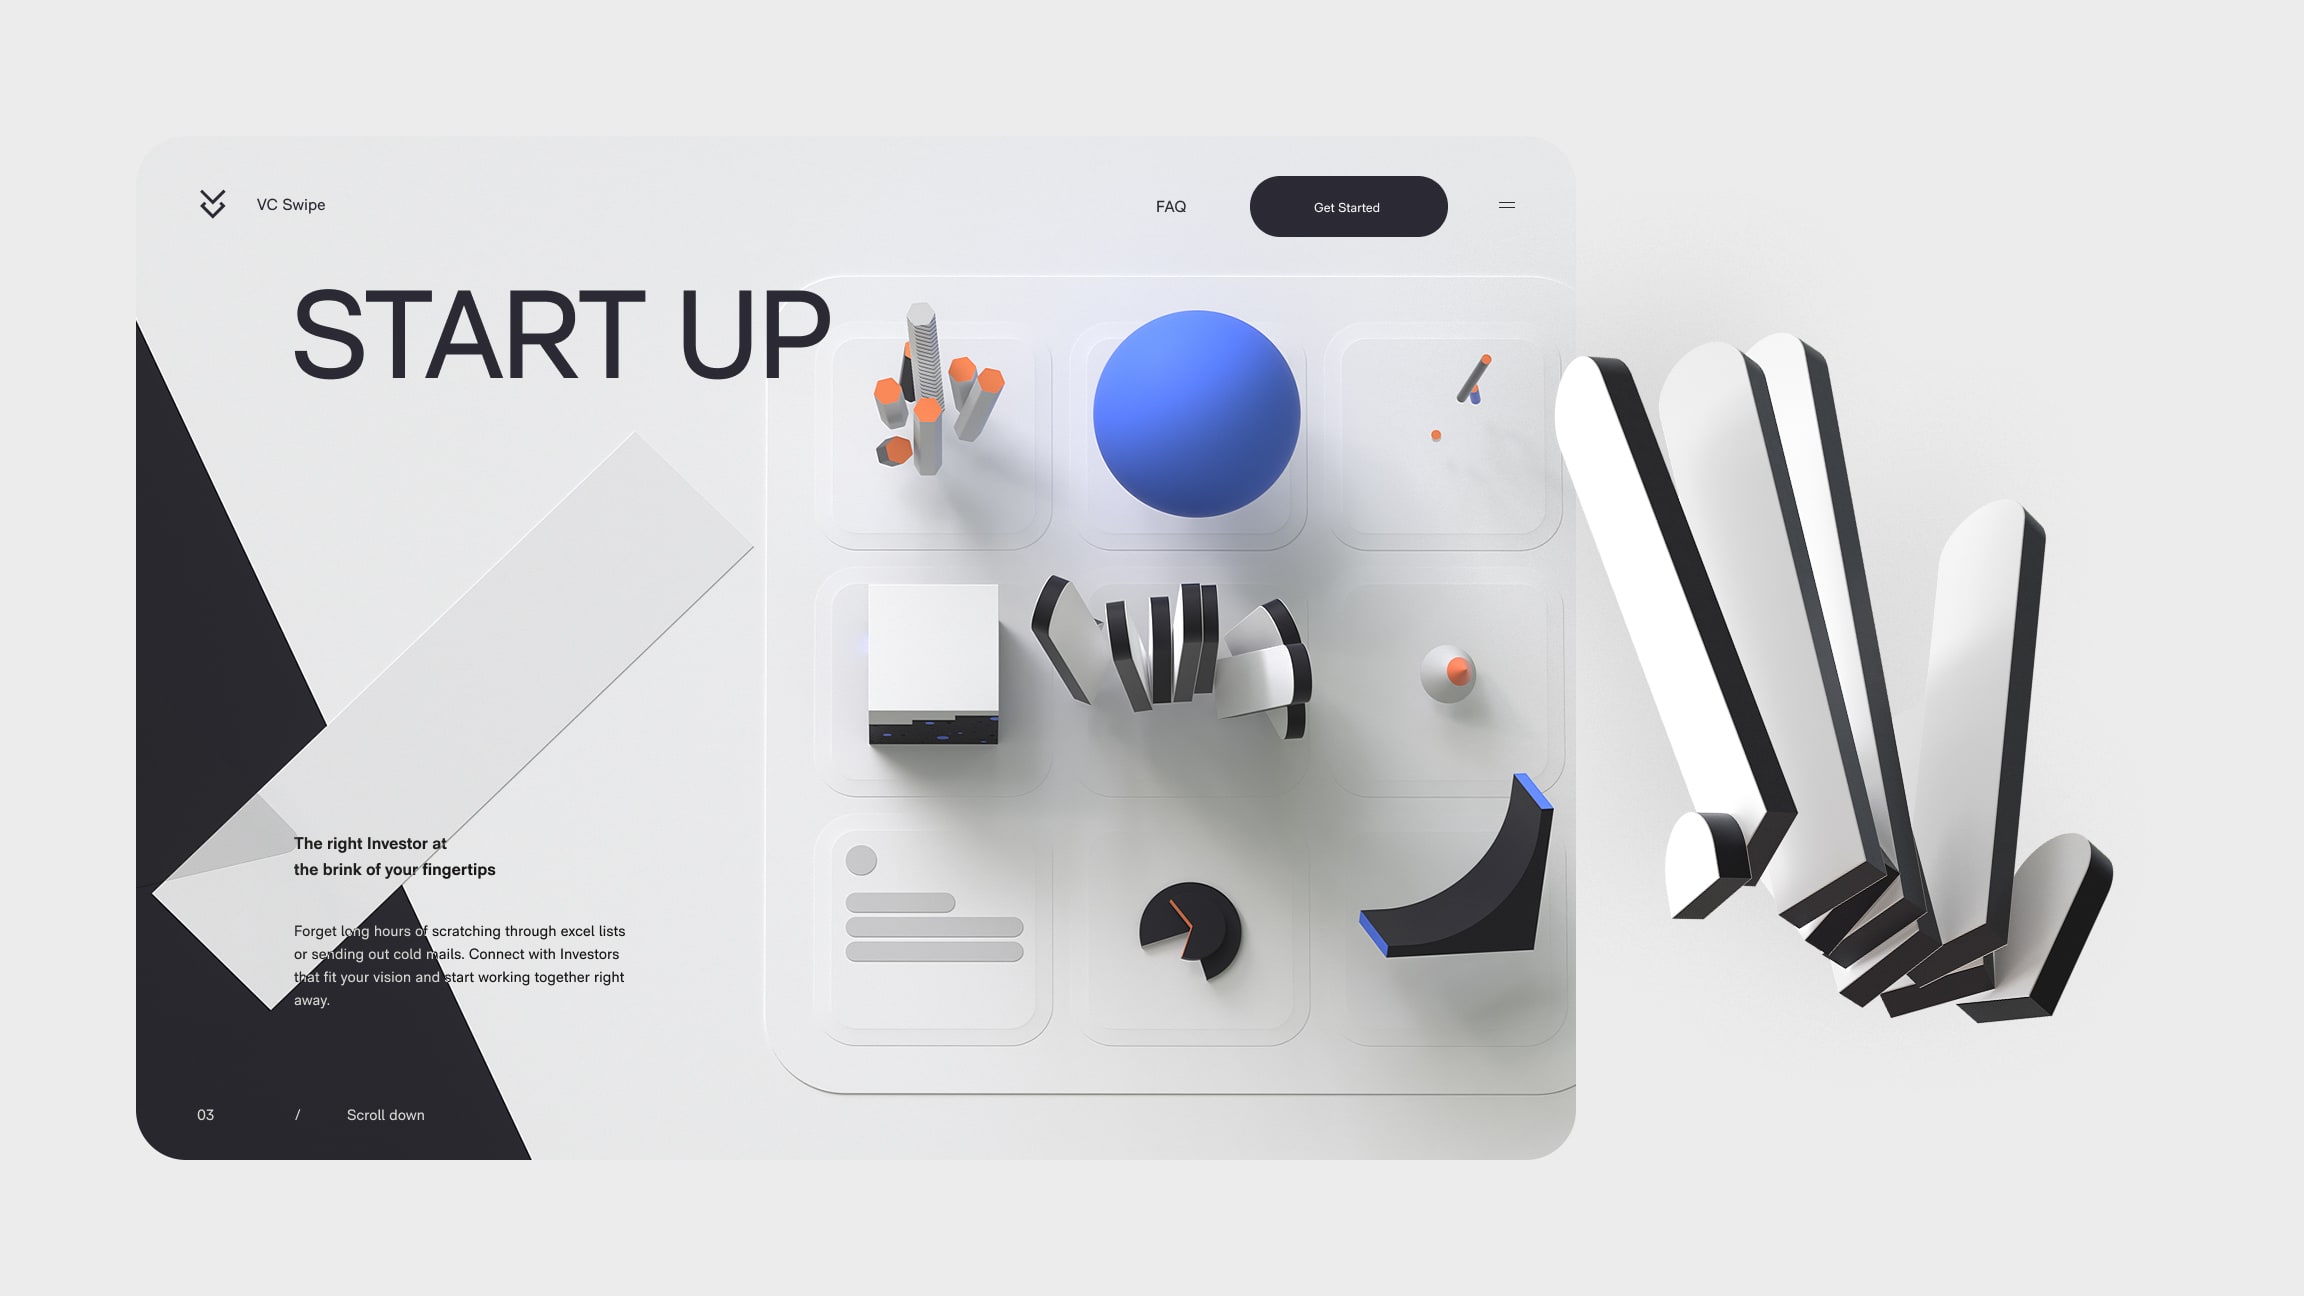 VC Swipe
FAQ
Get Started
START UP
The right Investor at
the brink of your fingertips
Forget long hours of scratching through excel lists
or sending out cold mails. Connect with Investors
that fit your vision and start working together right
away.
03 / Scroll down